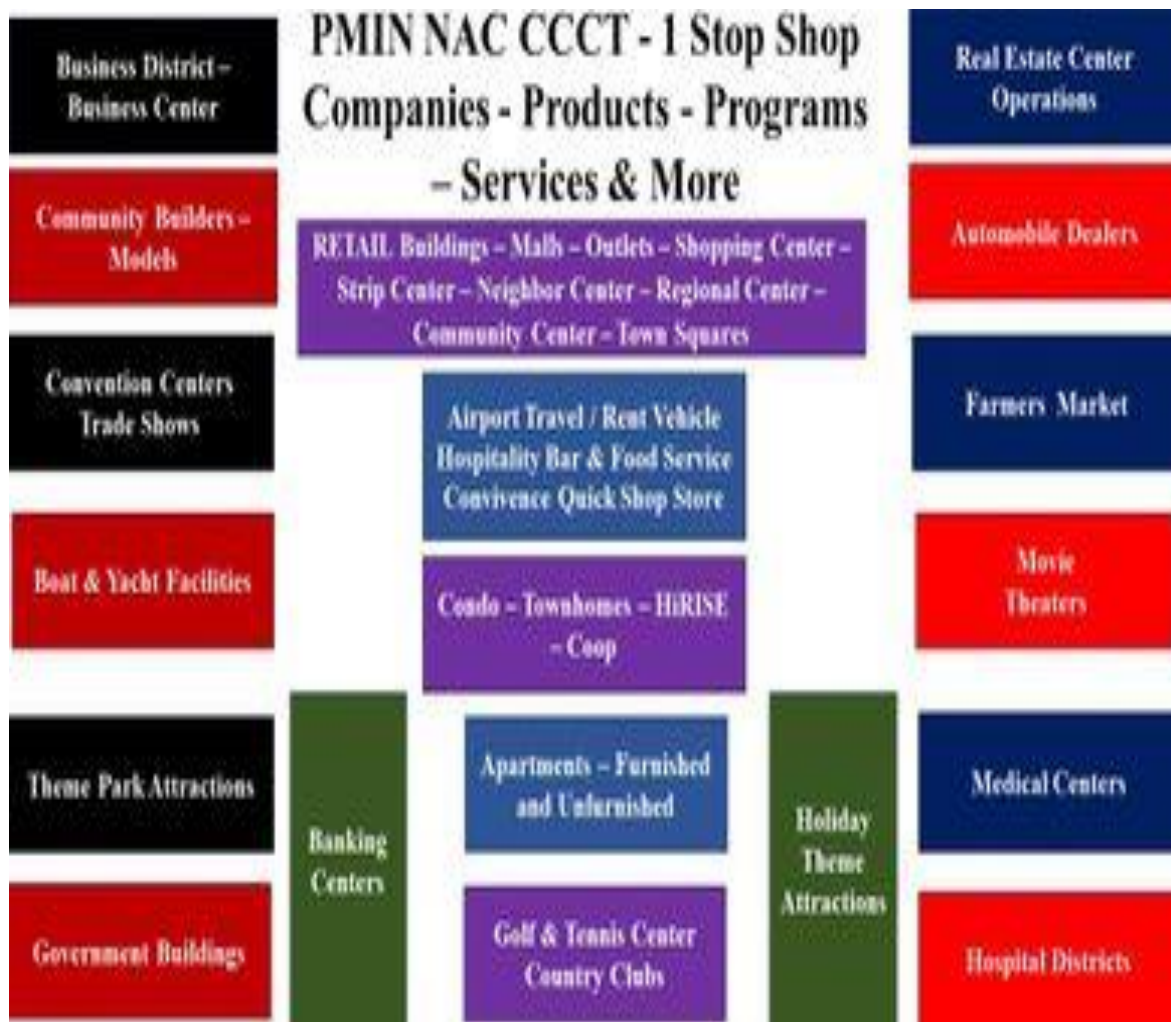 PMIN NAC CCCT - 1 Stop Shop
Companies - Products - Programs
– Services & More
Business District –
Business Center
Community Builders –
Models
Convention Centers
Trade Shows
Boat & Yacht Facilities
Theme Park Attractions
Government Buildings
RETAIL Buildings – Malls – Outlets – Shopping Center –
Strip Center – Neighbor Center – Regional Center –
Community Center – Town Squares
Airport Travel / Rent Vehicle
Hospitality Bar & Food Service
Convivence Quick Shop Store
Condo – Townhomes – HiRISE
– Coop
Banking
Centers
Apartments – Furnished
and Unfurnished
Golf & Tennis Center
Country Clubs
Holiday
Theme
Attractions
Real Estate Center
Operations
Automobile Dealers
Farmers Market
Movie
Theaters
Medical Centers
Hospital Districts